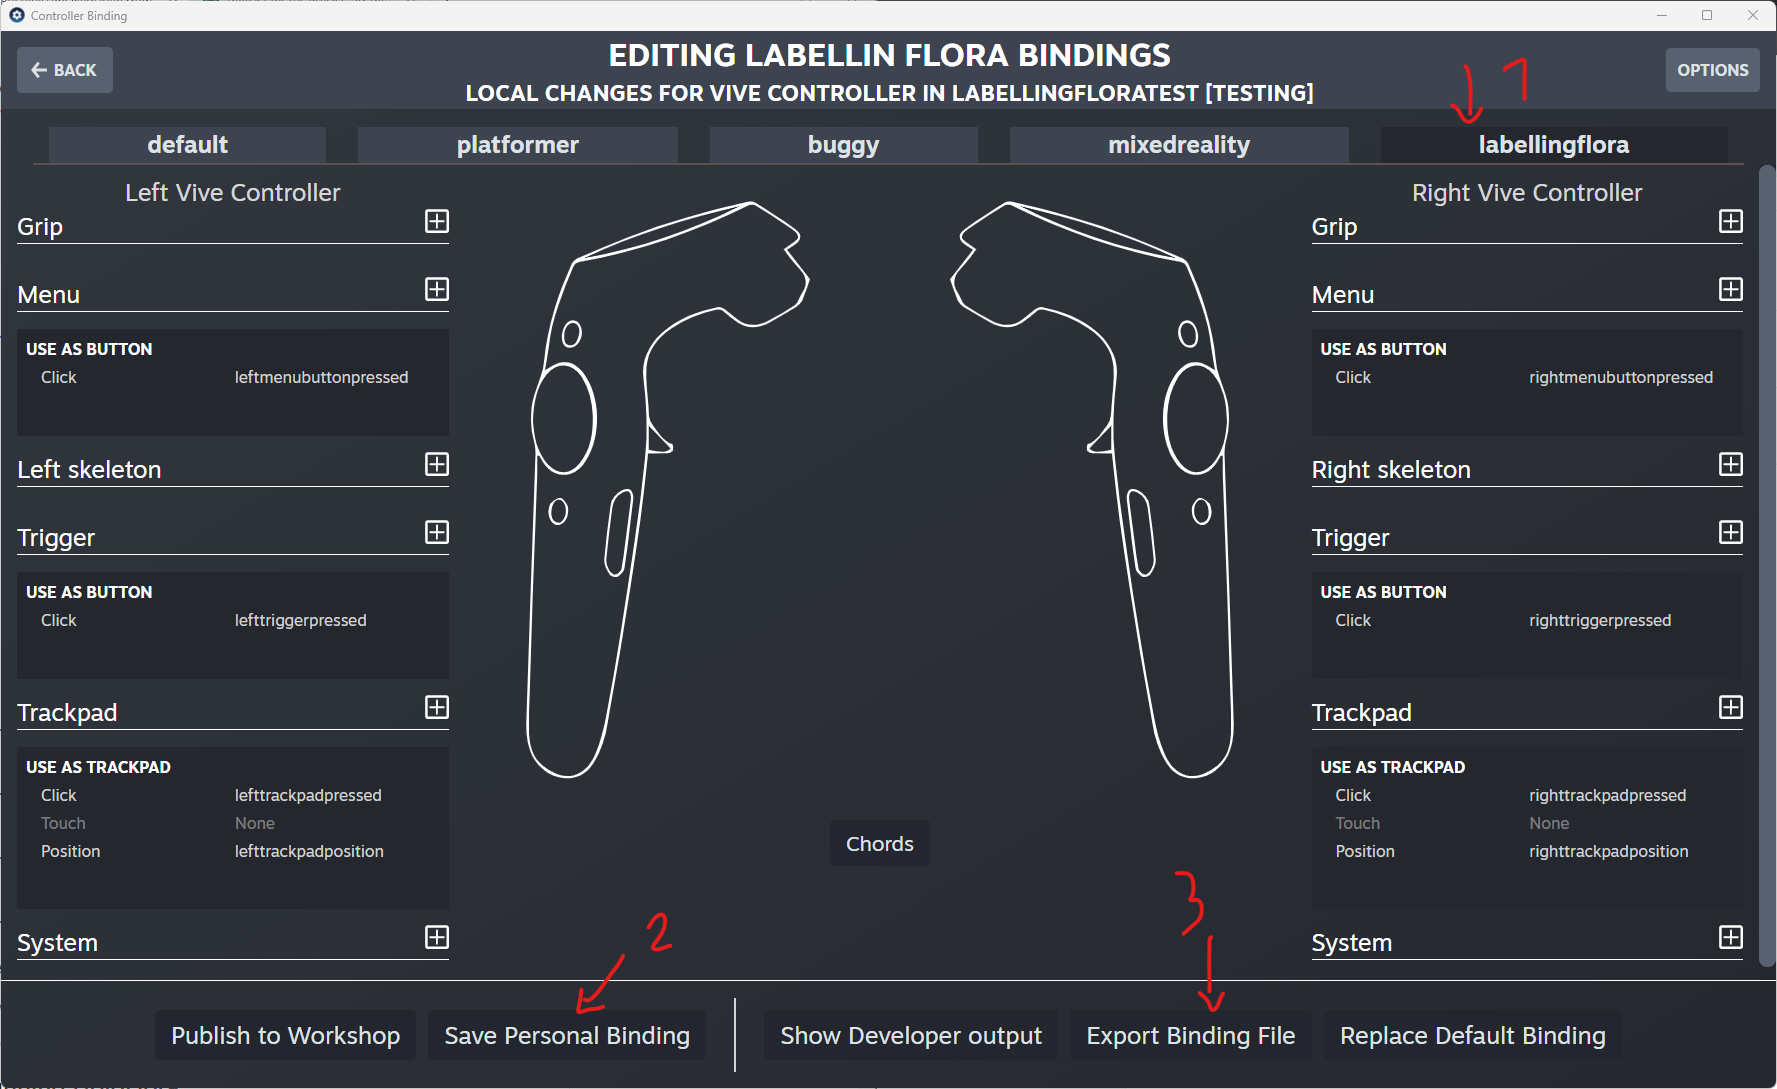 Controller Binding
BACK
EDITING LABELLIN FLORA BINDINGS
LOCAL CHANGES FOR VIVE CONTROLLER IN LABELLINGFLORATEST [TESTING]
OPTIONS
1
default
platformer
buggy
mixedreality
labellingflora
Left Vive Controller
Grip
Menu
USE AS BUTTON
Click leftmenubuttonpressed
Left skeleton
Trigger
USE AS BUTTON
Click lefttriggerpressed
Trackpad
USE AS TRACKPAD
Click lefttrackpadpressed
Touch None
Position lefttrackpadposition
System
Chords
Right Vive Controller
Grip
Menu
USE AS BUTTON
Click rightmenubuttonpressed
Right skeleton
Trigger
USE AS BUTTON
Click righttriggerpressed
Trackpad
USE AS TRACKPAD
Click righttrackpadpressed
Touch None
Position righttrackpadposition
System
2
3
Publish to Workshop
Save Personal Binding
Show Developer output
Export Binding File
Replace Default Binding